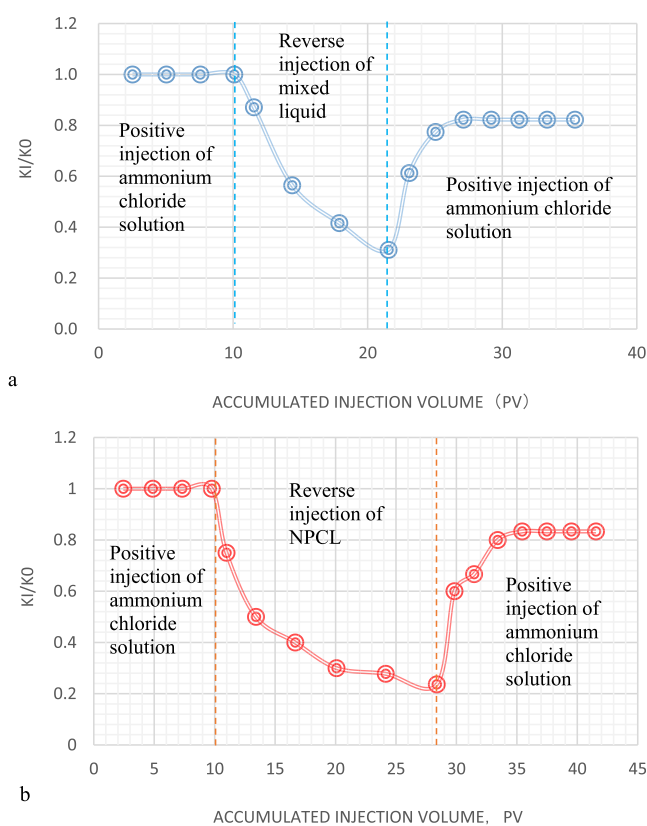 1.2
1.0
0.8
0.6
0.4
0.2
0.0
KI/K0
Positive
injection of
ammonium
chloride
solution
Reverse
injection of
mixed
liquid
Positive injection of
ammonium chloride
solution
0 10 20 30 40
a
ACCUMULATED INJECTION VOLUME（PV）
1.2
1
0.8
0.6
0.4
0.2
0
KI/K0
Positive
injection of
ammonium
chloride
solution
Reverse
injection of
NPCL
Positive
injection of
ammonium
chloride
solution
0 5 10 15 20 25 30 35 40 45
b
ACCUMULATED INJECTION VOLUME, PV